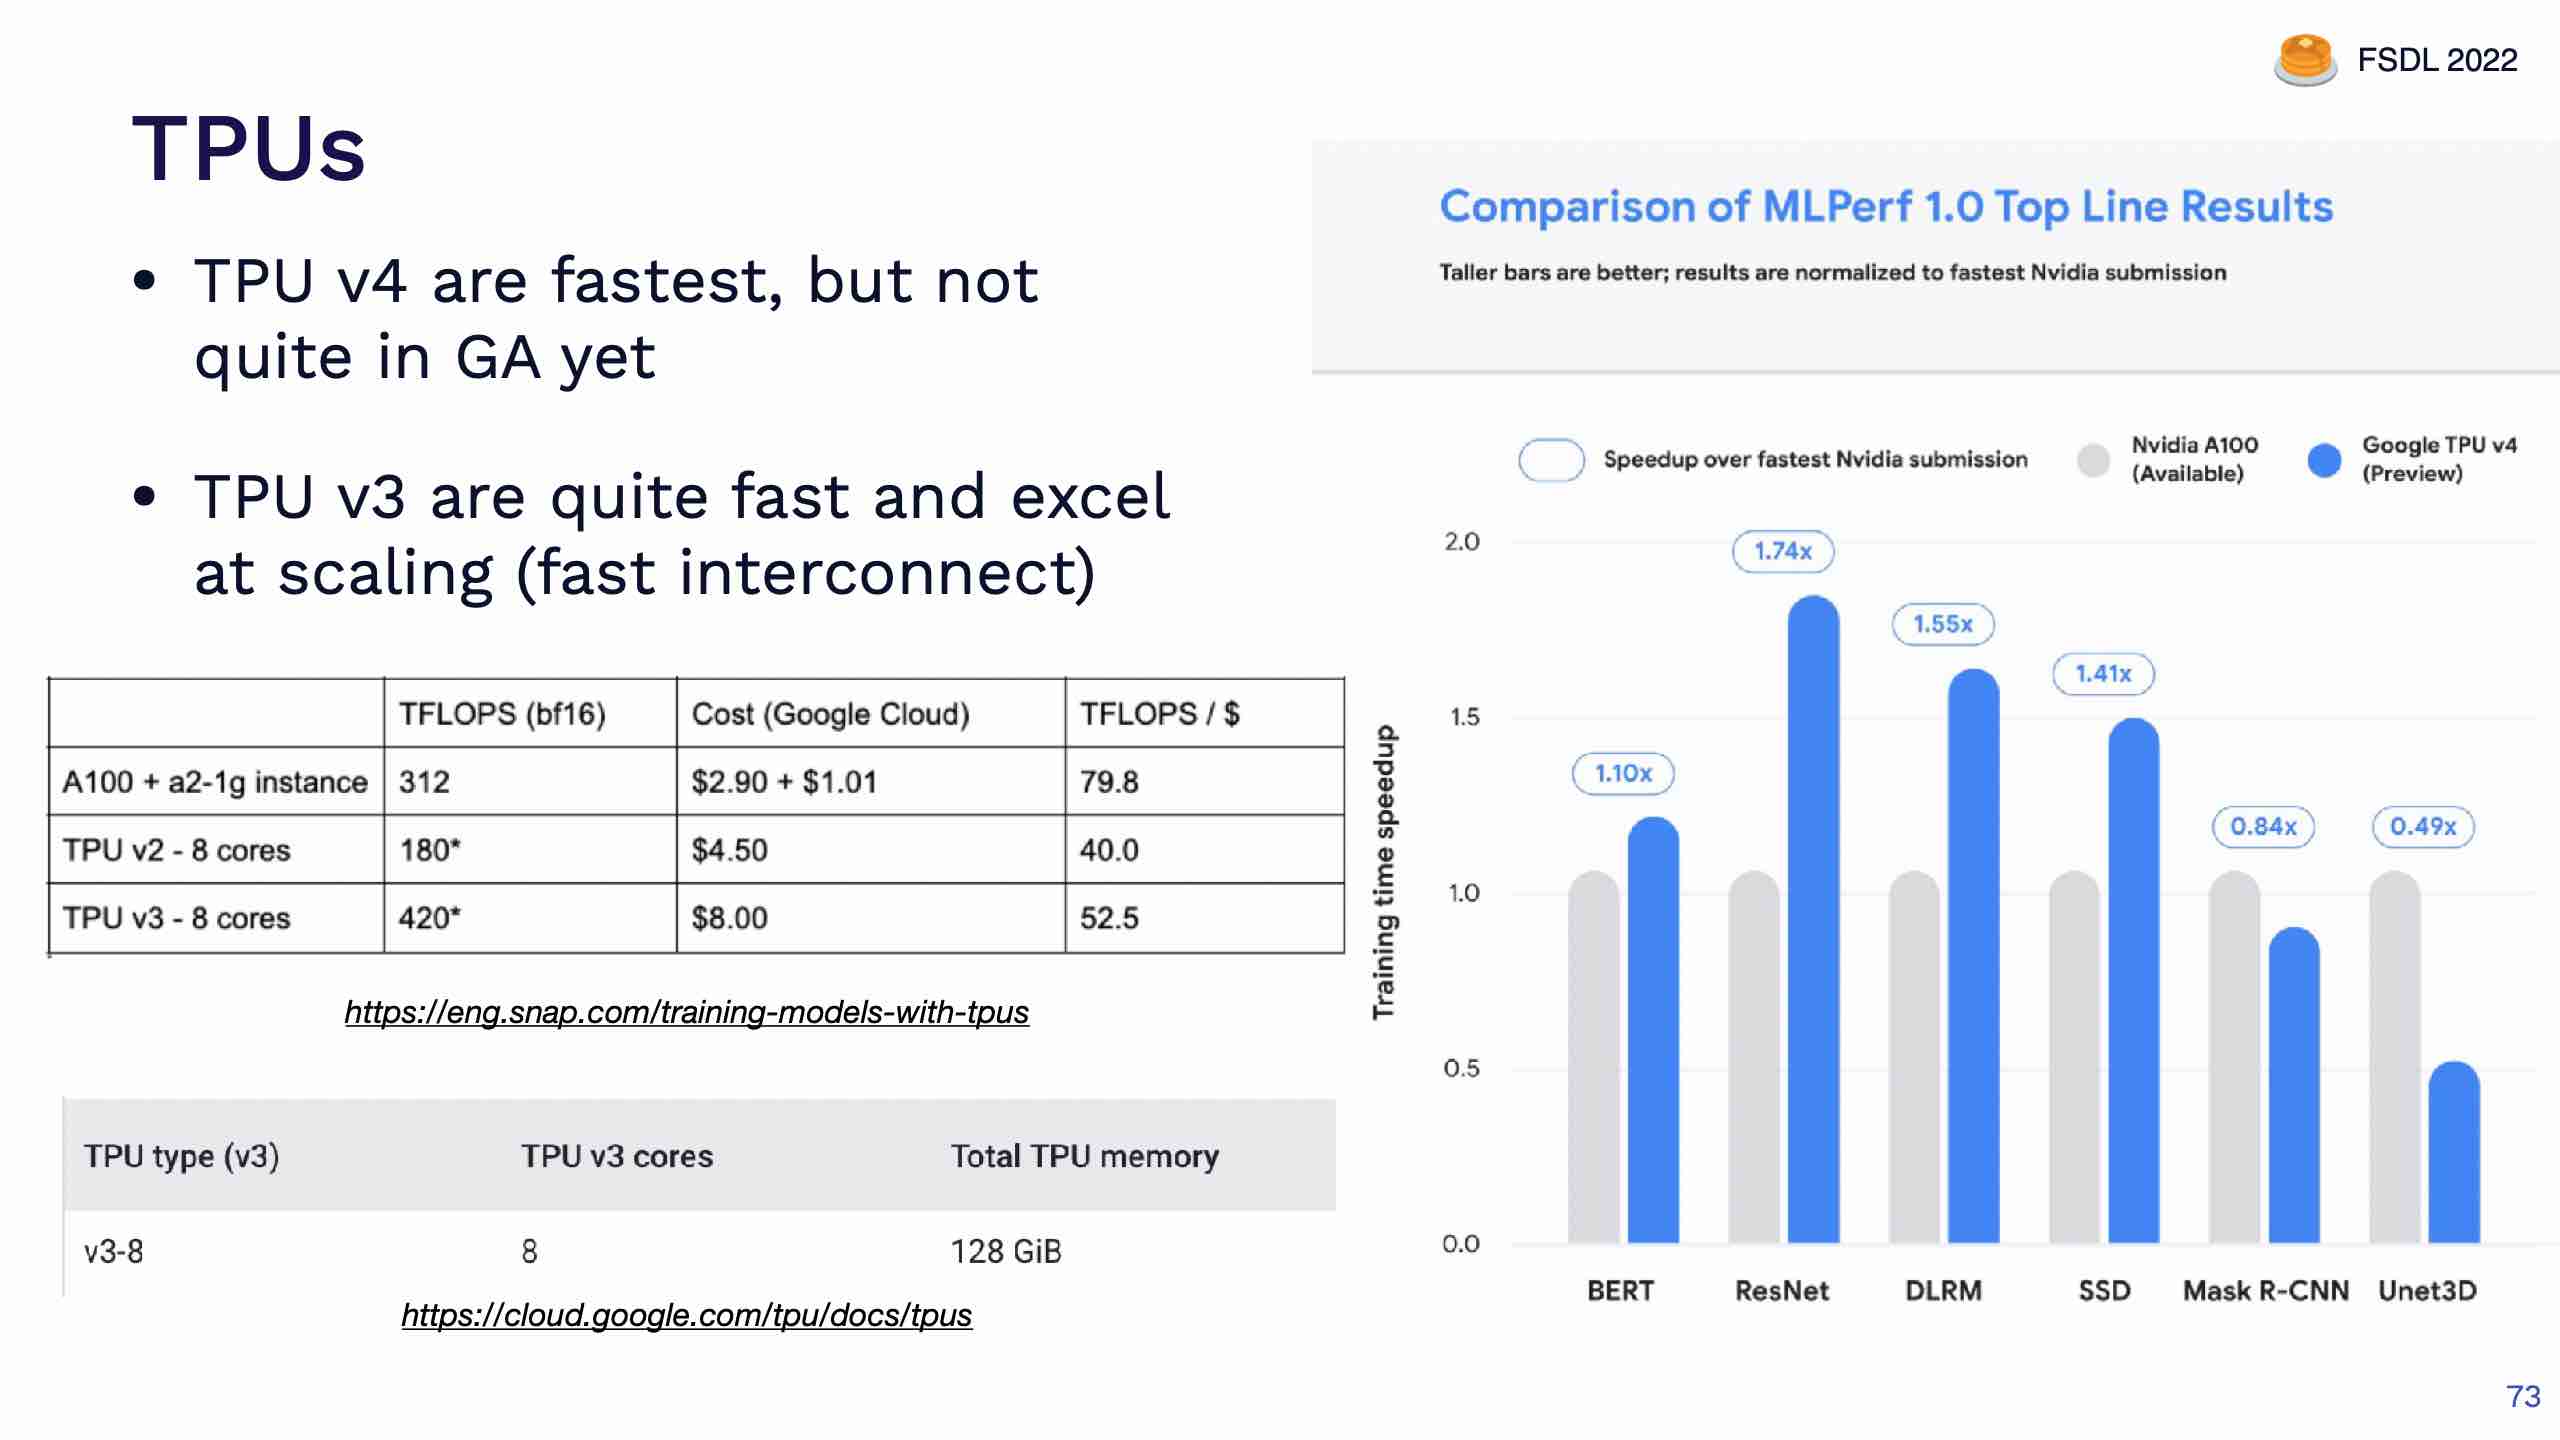 FSDL 2022
TPUs
• TPU v4 are fastest, but not
quite in GA yet
• TPU v3 are quite fast and excel
at scaling (fast interconnect)
TFLOPS (bf16) Cost (Google Cloud) TFLOPS / $
A100 + a2-1g instance 312 $2.90 + $1.01 79.8
TPU v2 - 8 cores 180* $4.50 40.0
TPU v3 - 8 cores 420* $8.00 52.5
https://eng.snap.com/training-models-with-tpus
TPU type (v3) TPU v3 cores Total TPU memory
v3-8 8 128 GiB
https://cloud.google.com/tpu/docs/tpus
Comparison of MLPerf 1.0 Top Line Results
Taller bars are better; results are normalized to fastest Nvidia submission
Speedup over fastest Nvidia submission
Nvidia A100
(Available)
Google TPU v4
(Preview)
Training time speedup
2.0
1.5
1.0
0.5
0.0
1.10x
1.74x
1.55x
1.41x
0.84x
0.49x
BERT ResNet DLRM SSD Mask R-CNN Unet3D
73